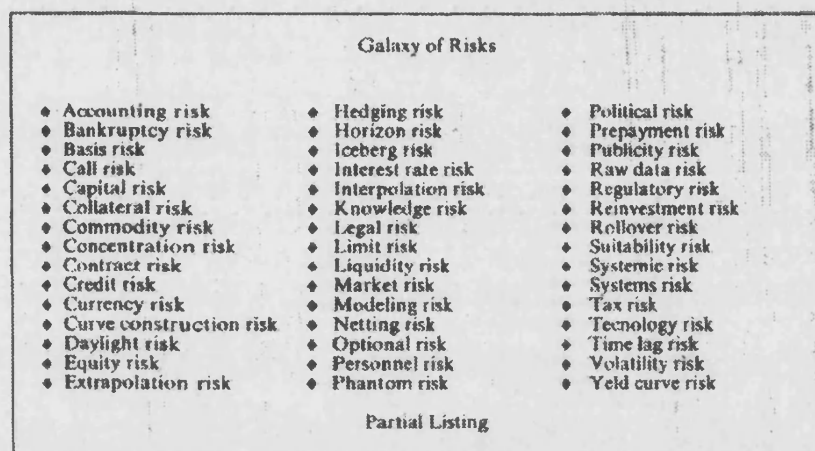 Galaxy of Risks
♦ Accounting risk
♦ Bankruptcy risk
♦ Basis risk
♦ Call risk
♦ Capital risk
♦ Collateral risk
♦ Commodity risk
♦ Concentration risk
♦ Contract risk
♦ Credit risk
♦ Currency risk
♦ Curve construction risk
♦ Daylight risk
♦ Equity risk
♦ Extrapolation risk
♦ Hedging risk
♦ Horizon risk
♦ Iceberg risk
♦ Interest rate risk
♦ Interpolation risk
♦ Knowledge risk
♦ Legal risk
♦ Limit risk
♦ Liquidity risk
♦ Market risk
♦ Modeling risk
♦ Netting risk
♦ Optional risk
♦ Personnel risk
♦ Phantom risk
♦ Political risk
♦ Prepayment risk
♦ Publicity risk
♦ Raw data risk
♦ Regulatory risk
♦ Reinvestment risk
♦ Rollover risk
♦ Suitability risk
♦ Systemic risk
♦ Systems risk
♦ Tax risk
♦ Tecnology risk
♦ Time lag risk
♦ Volatility risk
♦ Yeld curve risk
Partial Listing